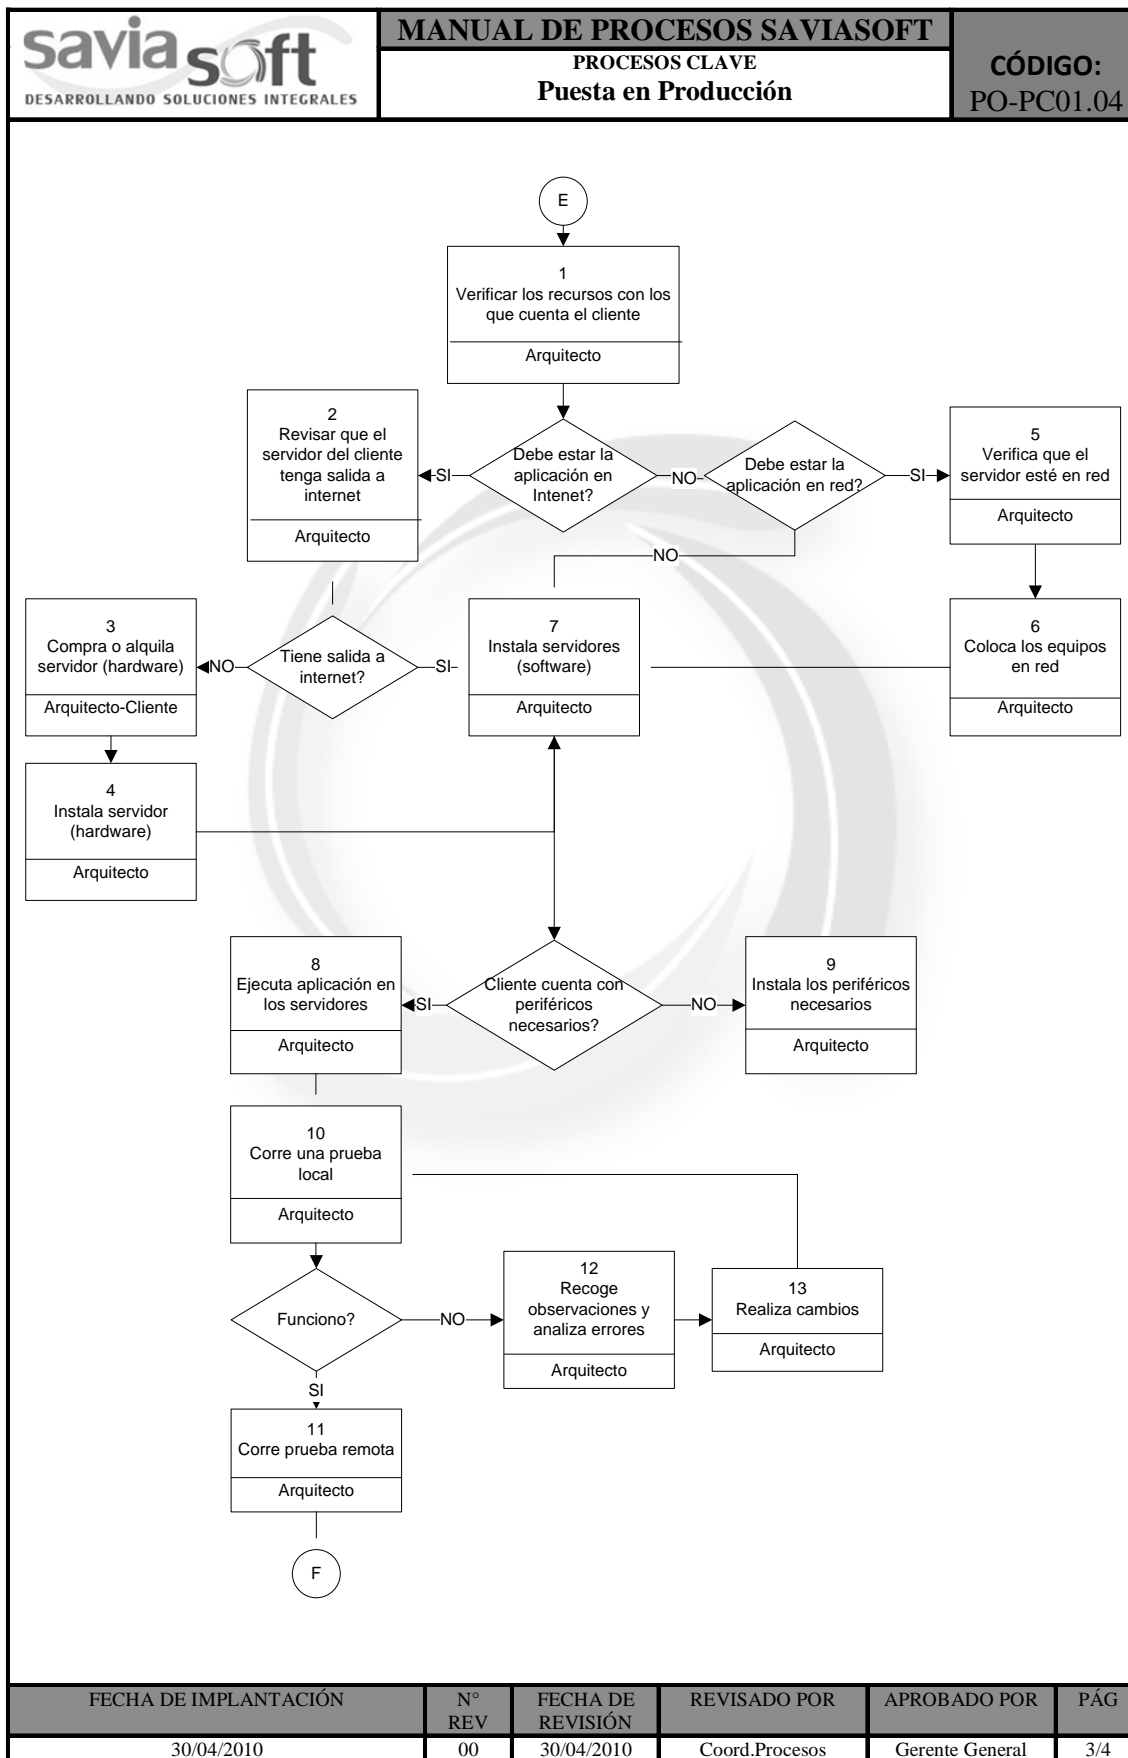 savia soft
DESARROLLANDO SOLUCIONES INTEGRALES
MANUAL DE PROCESOS SAVIASOFT
PROCESOS CLAVE
Puesta en Producción
CÓDIGO:
PO-PC01.04
E
1
Verificar los recursos con los
que cuenta el cliente
Arquitecto
2
Revisar que el
servidor del cliente
tenga salida a
internet
Arquitecto
SI
Debe estar la
aplicación en
Intenet?
NO
Debe estar la
aplicación en red?
SI
5
Verifica que el
servidor esté en red
Arquitecto
NO
3
Compra o alquila
servidor (hardware)
Arquitecto-Cliente
NO
Tiene salida a
internet?
SI
7
Instala servidores
(software)
Arquitecto
6
Coloca los equipos
en red
Arquitecto
4
Instala servidor
(hardware)
Arquitecto
8
Ejecuta aplicación en
los servidores
Arquitecto
SI
Cliente cuenta con
periféricos
necesarios?
NO
9
Instala los periféricos
necesarios
Arquitecto
10
Corre una prueba
local
Arquitecto
Funciono?
NO
12
Recoge
observaciones y
analiza errores
Arquitecto
13
Realiza cambios
Arquitecto
SI
11
Corre prueba remota
Arquitecto
F
FECHA DE IMPLANTACIÓN
N°
REV
FECHA DE
REVISIÓN
REVISADO POR
APROBADO POR
PÁG
30/04/2010
00
30/04/2010
Coord.Procesos
Gerente General
3/4